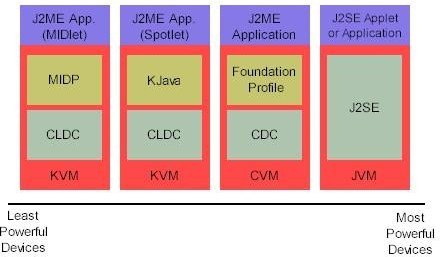 J2ME App.
(MIDlet)
J2ME App.
(Spotlet)
J2ME
Application
J2SE Applet
or Application
MIDP
KJava
Foundation
Profile
J2SE
CLDC
CLDC
CDC
KVM
KVM
CVM
JVM
Least
Powerful
Devices
Most
Powerful
Devices